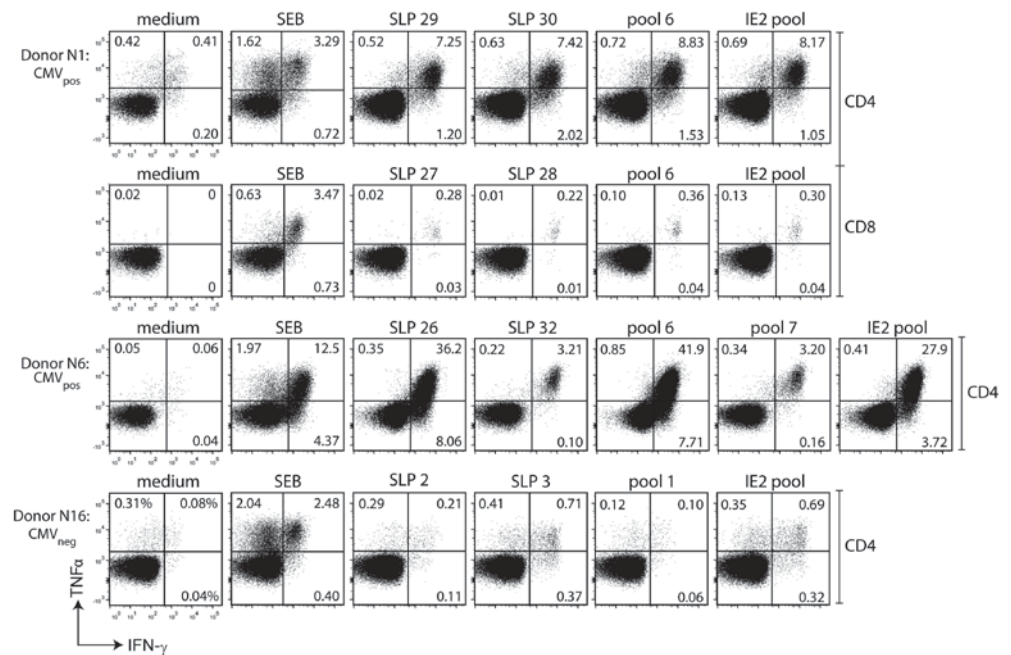 medium SEB SLP 29 SLP 30 pool 6 IE2 pool
Donor N1:
CMVpos
0.42 0.41 1.62 3.29 0.52 7.25 0.63 7.42 0.72 8.83 0.69 8.17
CD4
0.20 0.72 1.20 2.02 1.53 1.05
medium SEB SLP 27 SLP 28 pool 6 IE2 pool
0.02 0 0.63 3.47 0.02 0.28 0.01 0.22 0.10 0.36 0.13 0.30
CD8
0 0.73 0.03 0.01 0.04 0.04
medium SEB SLP 26 SLP 32 pool 6 pool 7 IE2 pool
Donor N6:
CMVpos
0.05 0.06 1.97 12.5 0.35 36.2 0.22 3.21 0.85 41.9 0.34 3.20 0.41 27.9
CD4
0.04 4.37 8.06 0.10 7.71 0.16 3.72
medium SEB SLP 2 SLP 3 pool 1 IE2 pool
Donor N16:
CMVneg
0.31% 0.08% 2.04 2.48 0.29 0.21 0.41 0.71 0.12 0.10 0.35 0.69
CD4
0.04% 0.40 0.11 0.37 0.06 0.32
TNFα
IFN-γ